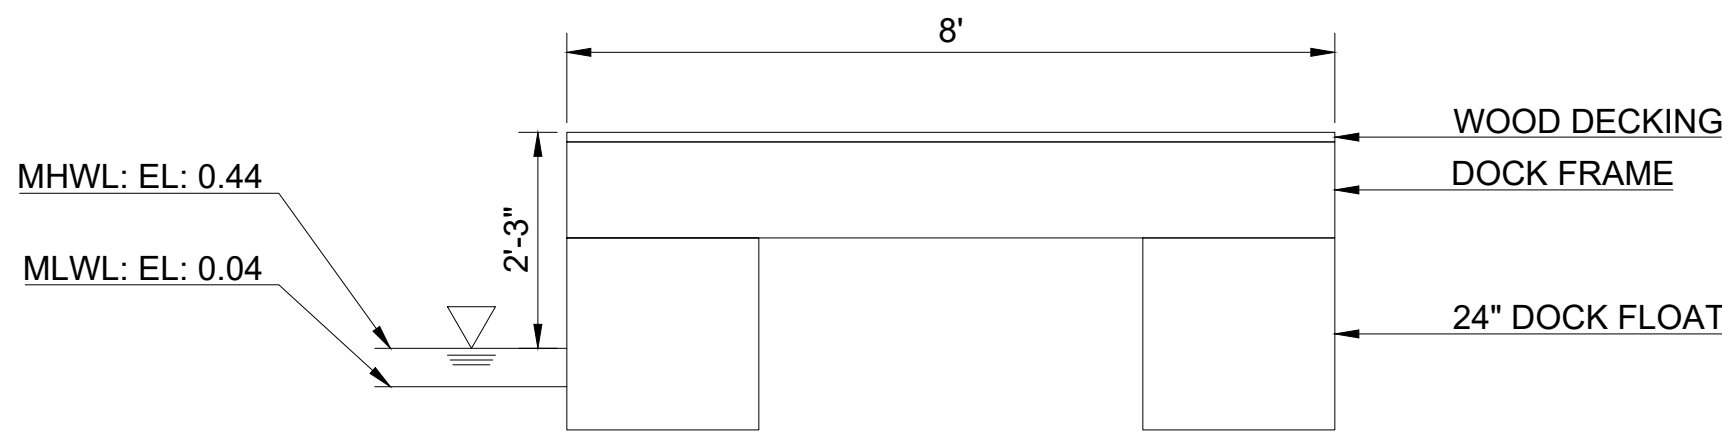 8'
WOOD DECKING
MHWL: EL: 0.44
DOCK FRAME
2'-3"
MLWL: EL: 0.04
24" DOCK FLOAT